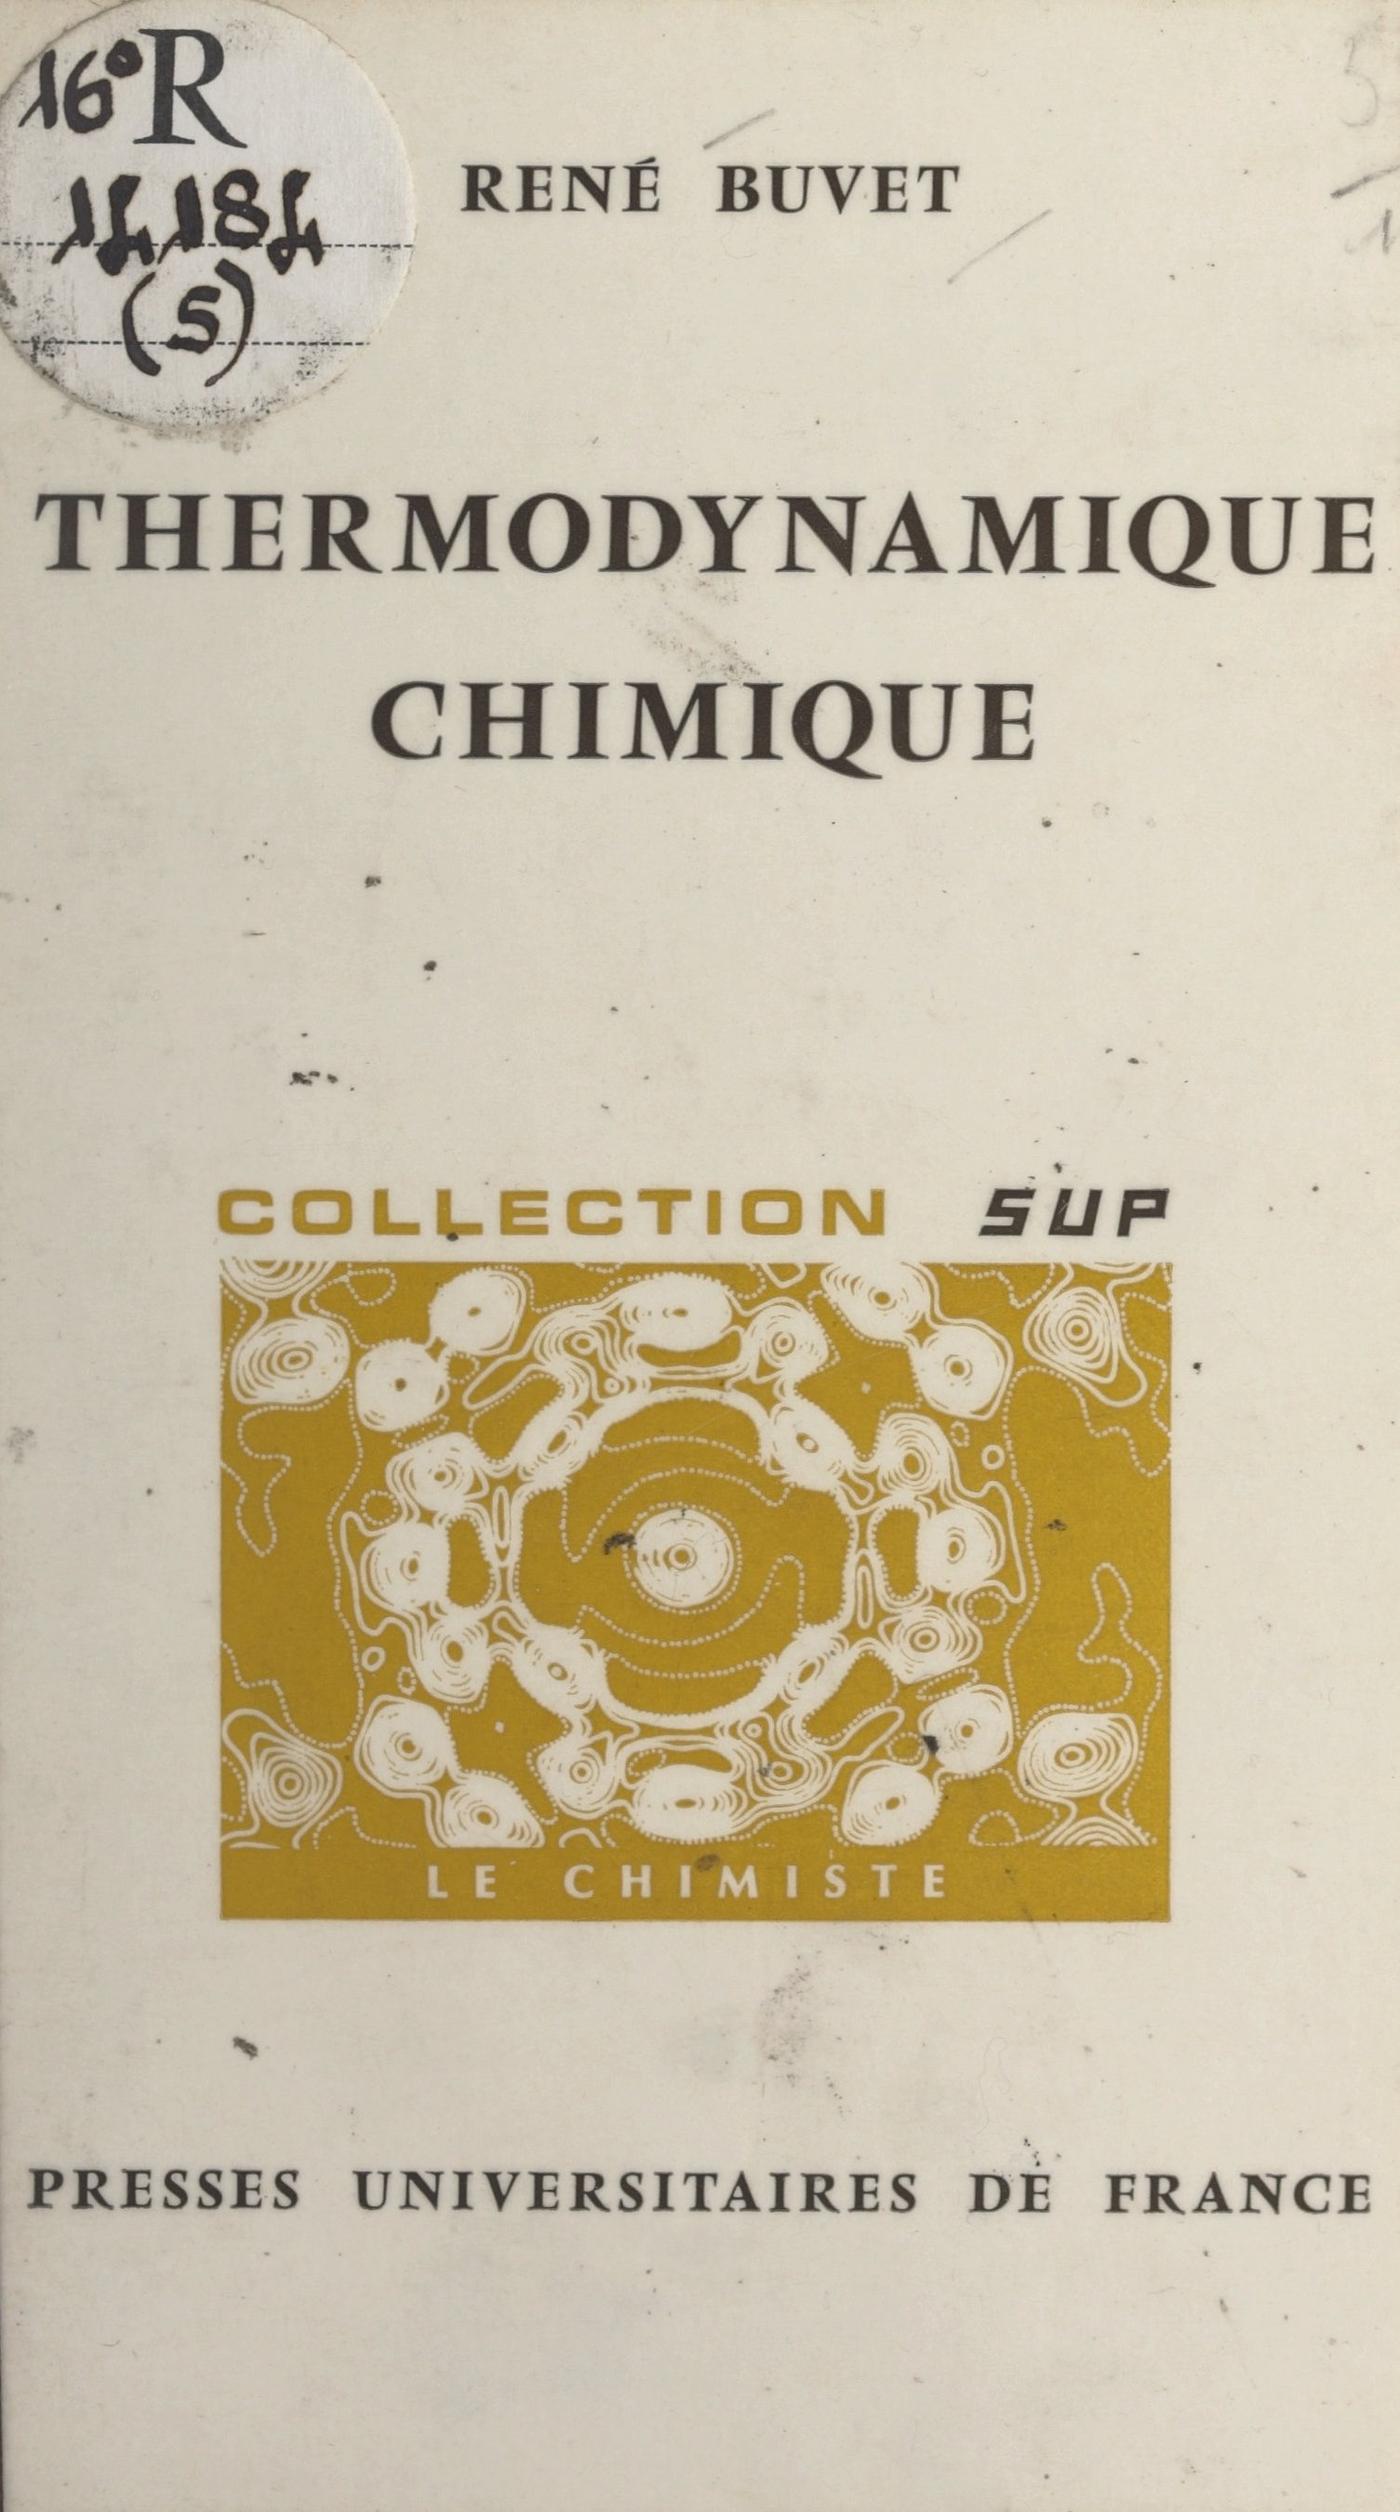 16° R
14184
(5)
RENÉ BUVET
THERMODYNAMIQUE
CHIMIQUE
COLLECTION SUP
LE CHIMISTE
PRESSES UNIVERSITAIRES DE FRANCE